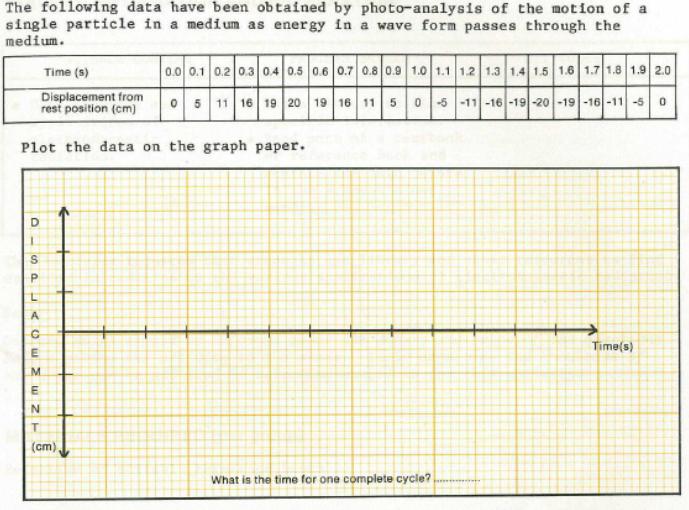 The following data have been obtained by photo-analysis of the motion of a
single particle in a medium as energy in a wave form passes through the
medium.
Time (s) 0.0 0.1 0.2 0.3 0.4 0.5 0.6 0.7 0.8 0.9 1.0 1.1 1.2 1.3 1.4 1.5 1.6 1.7 1.8 1.9 2.0
Displacement from
rest position (cm) 0 5 11 16 19 20 19 16 11 5 0 -5 -11 -16 -19 -20 -19 -16 -11 -5 0
Plot the data on the graph paper.
DISPLACEMENT
(cm)
Time(s)
What is the time for one complete cycle? ..............